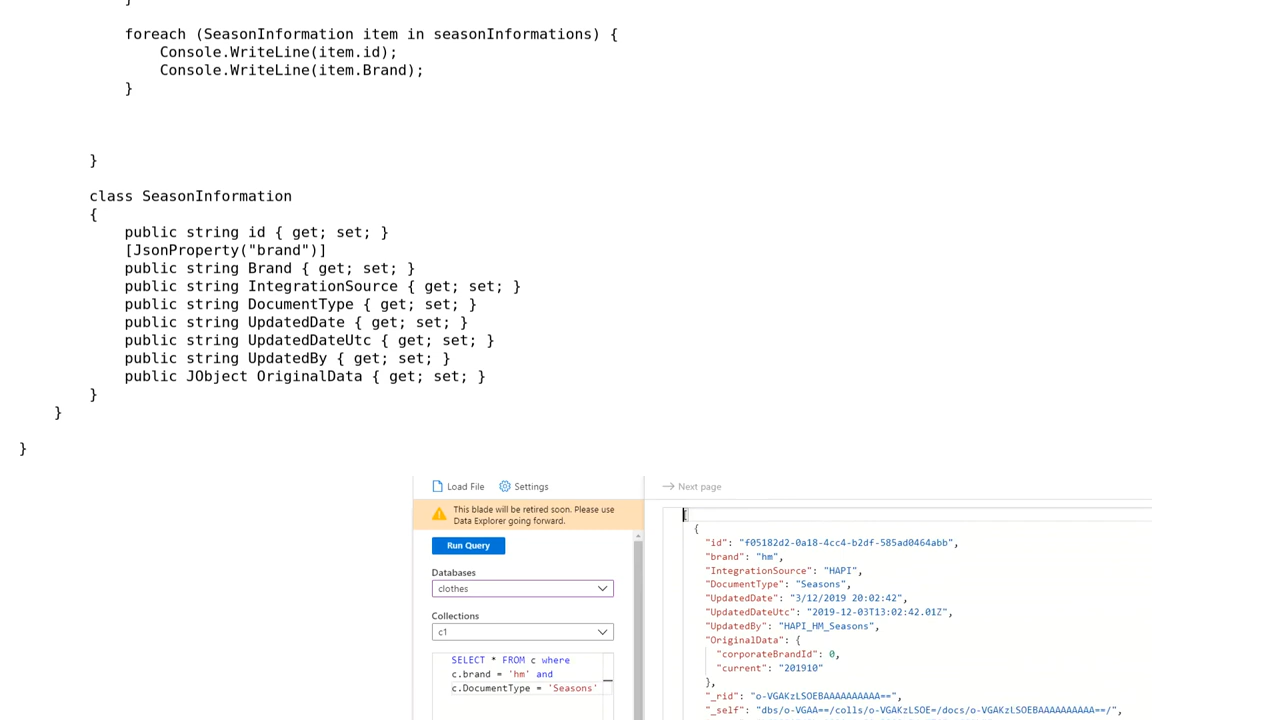 }
foreach (SeasonInformation item in seasonInformations) {
Console.WriteLine(item.id);
Console.WriteLine(item.Brand);
}
}
class SeasonInformation
{
public string id { get; set; }
[JsonProperty("brand")]
public string Brand { get; set; }
public string IntegrationSource { get; set; }
public string DocumentType { get; set; }
public string UpdatedDate { get; set; }
public string UpdatedDateUtc { get; set; }
public string UpdatedBy { get; set; }
public JObject OriginalData { get; set; }
}
}
}
Load File Settings
This blade will be retired soon. Please use
Data Explorer going forward.
Run Query
Databases
clothes
Collections
c1
SELECT * FROM c where
c.brand = 'hm' and
c.DocumentType = 'Seasons'
Next page
[
{
"id": "f05182d2-0a18-4cc4-b2df-585ad0464abb",
"brand": "hm",
"IntegrationSource": "HAPI",
"DocumentType": "Seasons",
"UpdatedDate": "3/12/2019 20:02:42",
"UpdatedDateUtc": "2019-12-03T13:02:42.01Z",
"UpdatedBy": "HAPI_HM_Seasons",
"OriginalData": {
"corporateBrandId": 0,
"current": "201910"
},
"_rid": "o-VGAKzLSOEBAAAAAAAAAA==",
"_self": "dbs/o-VGAA==/colls/o-VGAKzLSOE=/docs/o-VGAKzLSOEBAAAAAAAAAA==/",